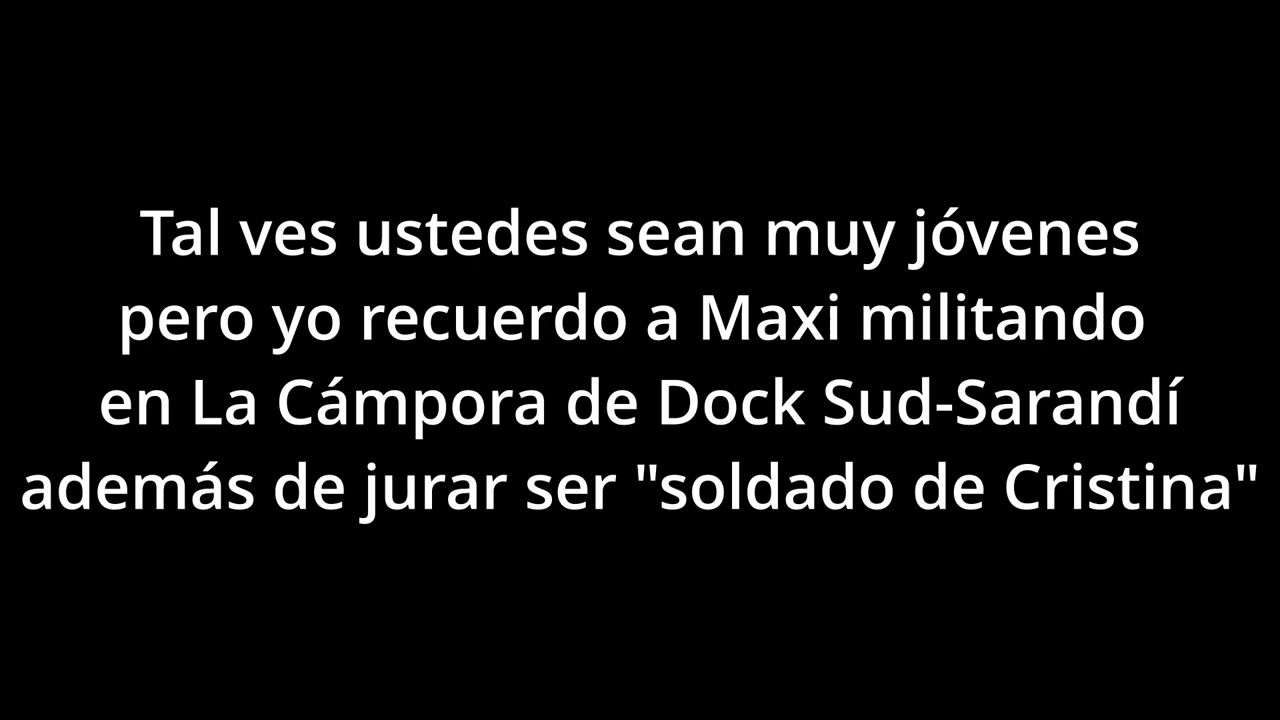 Tal ves ustedes sean muy jóvenes
pero yo recuerdo a Maxi militando
en La Cámpora de Dock Sud-Sarandí
además de jurar ser "soldado de Cristina"